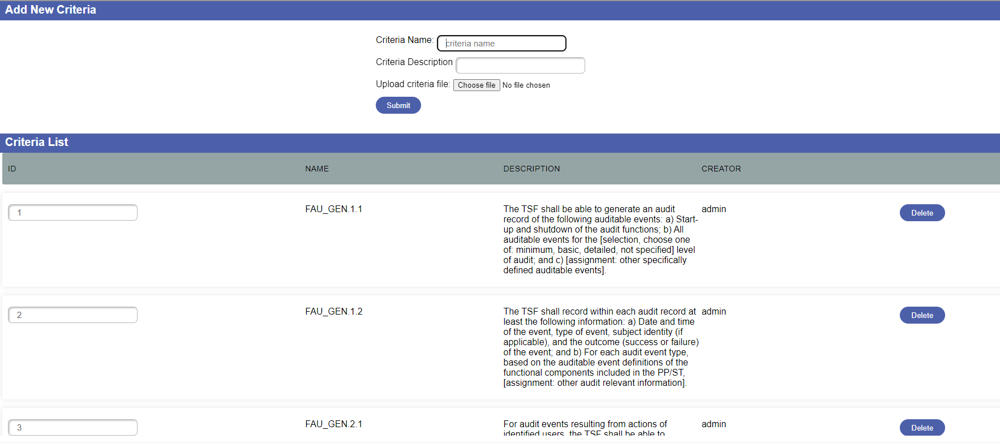 Add New Criteria
Criteria Name: criteria name
Criteria Description
Upload criteria file: Choose file No file chosen
Submit
Criteria List
ID NAME DESCRIPTION CREATOR
1 FAU_GEN.1.1 The TSF shall be able to generate an audit admin Delete
record of the following auditable events: a) Start-
up and shutdown of the audit functions; b) All
auditable events for the [selection, choose one
of: minimum, basic, detailed, not specified] level
of audit; and c) [assignment: other specifically
defined auditable events].
2 FAU_GEN.1.2 The TSF shall record within each audit record at admin Delete
least the following information: a) Date and time
of the event, type of event, subject identity (if
applicable), and the outcome (success or failure)
of the event; and b) For each audit event type,
based on the auditable event definitions of the
functional components included in the PP/ST,
[assignment: other audit relevant information].
3 FAU_GEN.2.1 For audit events resulting from actions of admin Delete
identified users, the TSF shall be able to